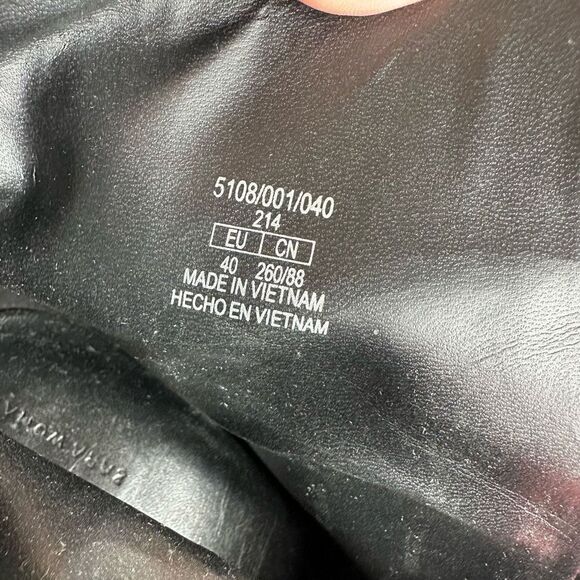 5108/001/040
214
EU CN
40 260/88
MADE IN VIETNAM
HECHO EN VIETNAM